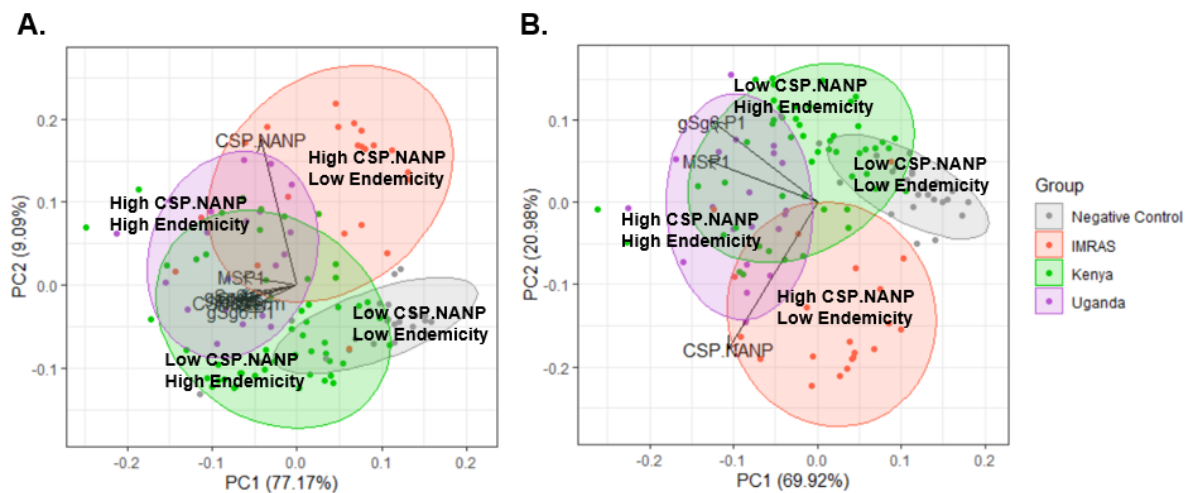 A.
B.
0.2
0.1
0.0
-0.1
PC2 (9.09%)
CSP.NANP
High CSP.NANP
Low Endemicity
High CSP.NANP
High Endemicity
MSP1
gSg6.P1
Low CSP.NANP
Low Endemicity
Low CSP.NANP
High Endemicity
-0.2
-0.1
0.0
0.1
0.2
PC1 (77.17%)
0.1
0.0
-0.1
-0.2
PC2 (20.98%)
Low CSP.NANP
High Endemicity
gSg6.P1
MSP1
Low CSP.NANP
Low Endemicity
High CSP.NANP
High Endemicity
High CSP.NANP
Low Endemicity
CSP.NANP
-0.2
-0.1
0.0
0.1
0.2
PC1 (69.92%)
Group
Negative Control
IMRAS
Kenya
Uganda